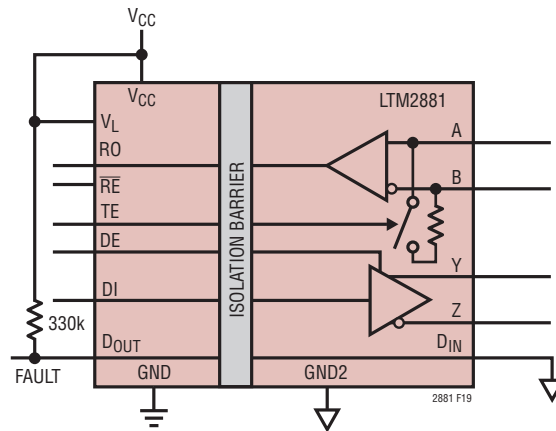 VCC
VCC
LTM2881
VL
A
RO
B
RE
TE
DE
Y
DI
Z
330k
DOUT
DIN
FAULT
GND
GND2
ISOLATION BARRIER
2881 F19